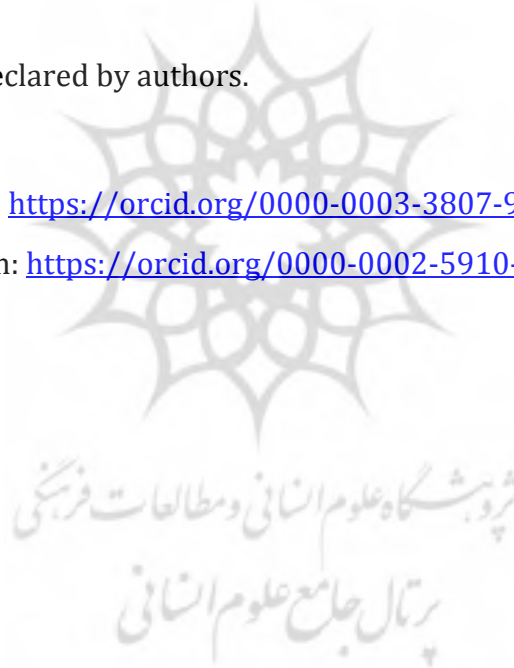 eclared by authors.
https://orcid.org/0000-0003-3807-9
n: https://orcid.org/0000-0002-5910-
پژوهشگاه علوم انسانی و مطالعات فرهنگی
پرتال جامع علوم انسانی